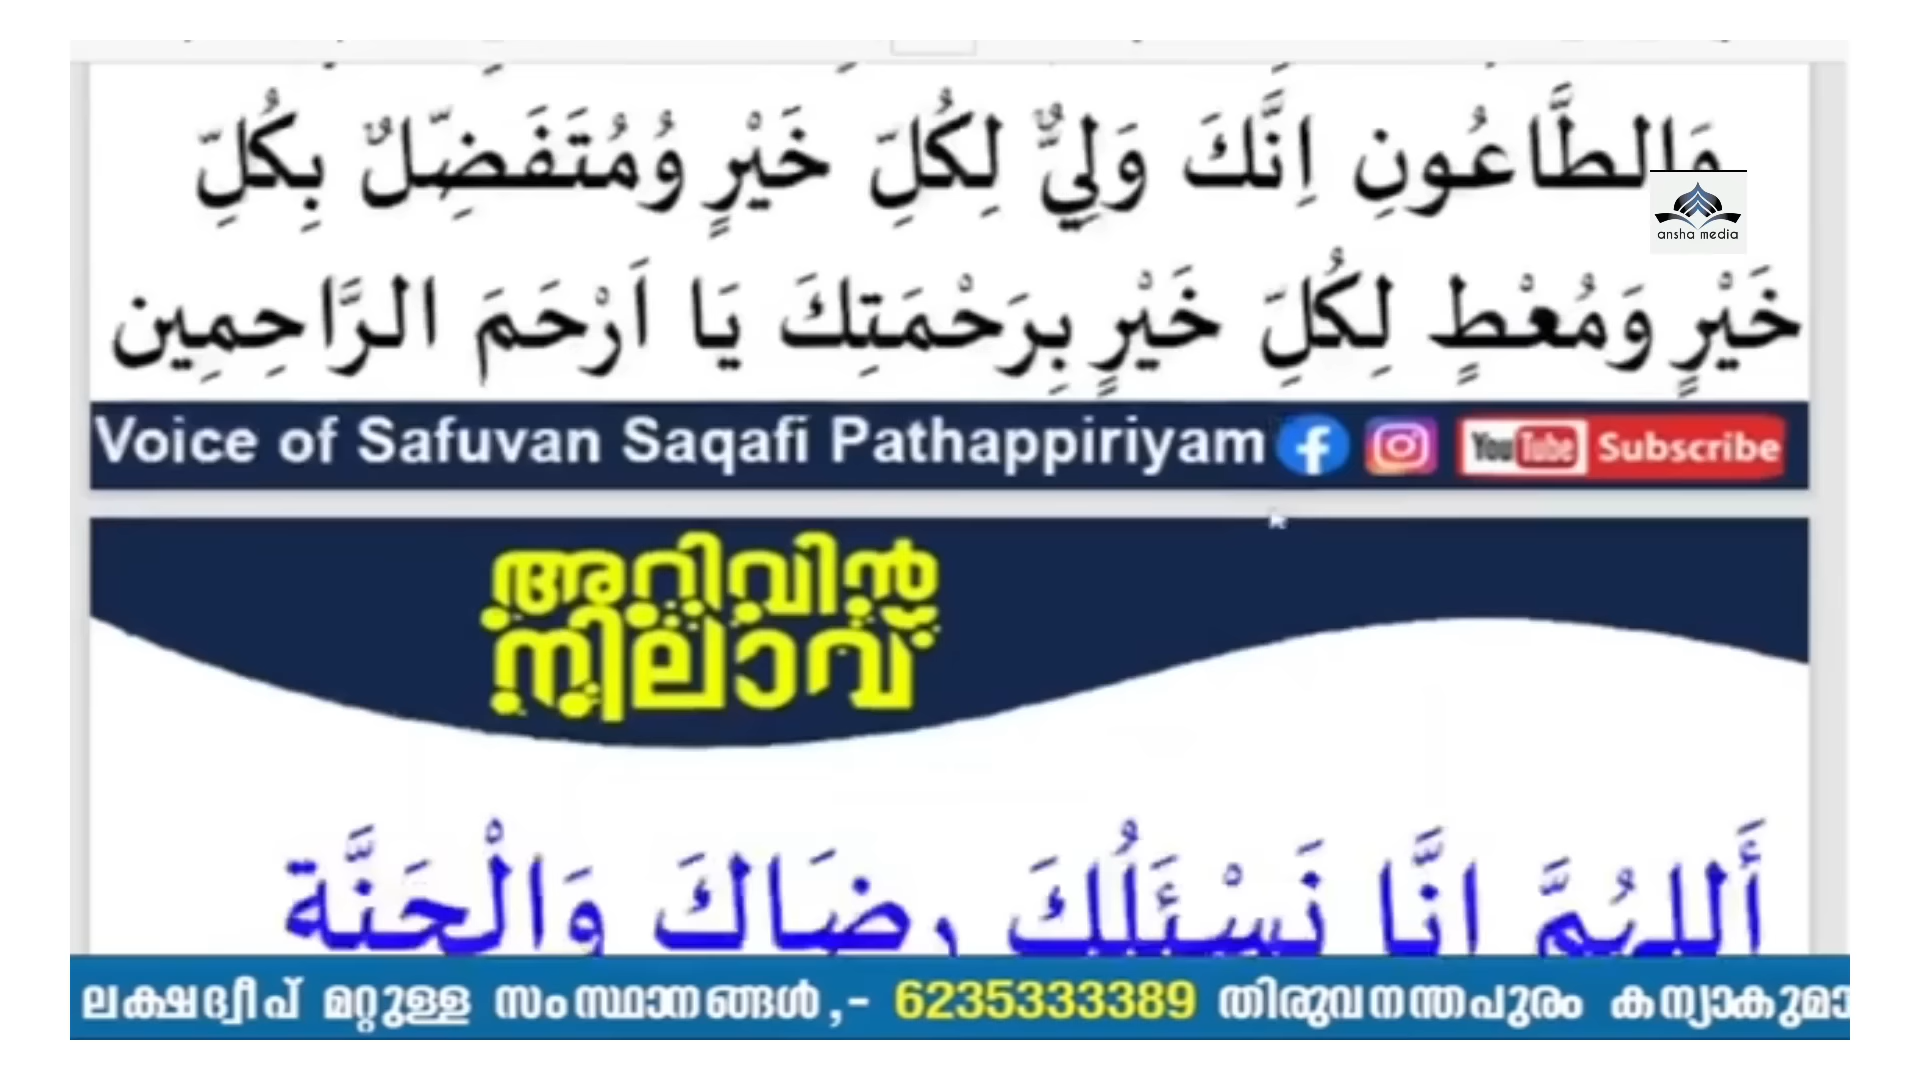 وَالطَّاعُونِ اِنَّكَ وَلِيٌّ لِكُلِّ خَيْرٍ وَمُتَفَضِّلٌ بِكُلِّ
ansha media
خَيْرٍ وَمُعْطٍ لِكُلِّ خَيْرٍ بِرَحْمَتِكَ يَا اَرْحَمَ الرَّاحِمِين
Voice of Safuvan Saqafi Pathappiriyam YouTube Subscribe
അറിവിൻ
നിലാവ്
أَللهُمَّ اِنَّا نَسْئَلُكَ رِضَاكَ وَالْجَنَّة
ലക്ഷദ്വീപ് മറ്റുള്ള സംസ്ഥാനങ്ങൾ,- 6235333389 തിരുവനന്തപുരം കന്യാകുമാ